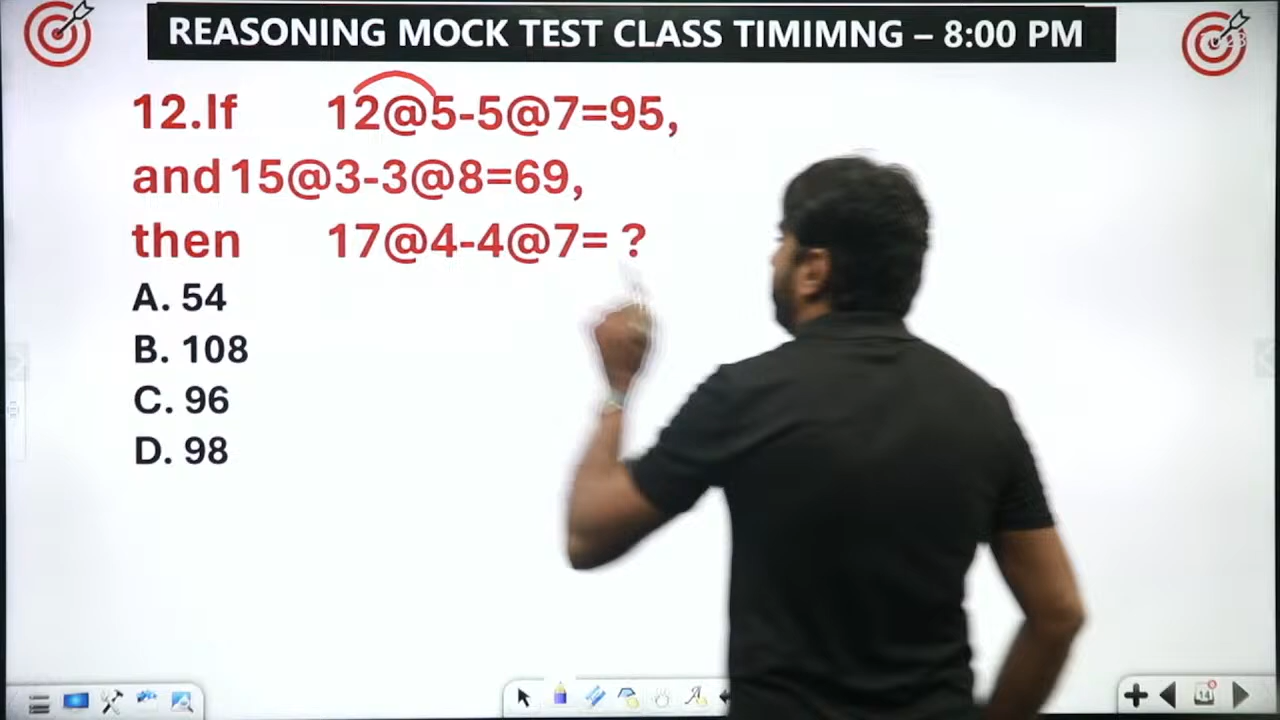 REASONING MOCK TEST CLASS TIMIMNG – 8:00 PM
12.If 12@5-5@7=95,
and 15@3-3@8=69,
then 17@4-4@7= ?
A. 54
B. 108
C. 96
D. 98
14